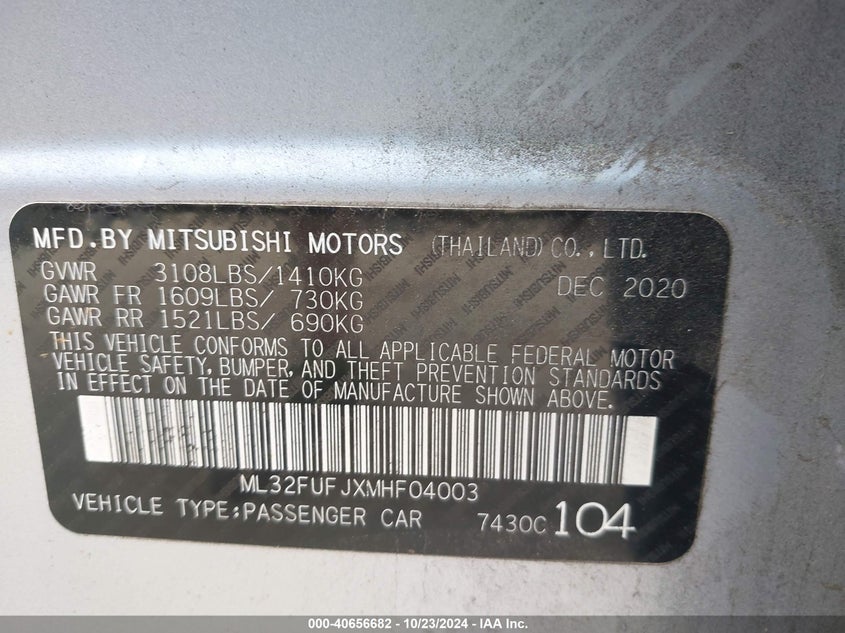 MFD.BY MITSUBISHI MOTORS (THAILAND)CO.,LTD.
GVWR 3108LBS/1410KG DEC 2020
GAWR FR 1609LBS/ 730KG
GAWR RR 1521LBS/ 690KG
THIS VEHICLE CONFORMS TO ALL APPLICABLE FEDERAL MOTOR
VEHICLE SAFETY, BUMPER, AND THEFT PREVENTION STANDARDS
IN EFFECT ON THE DATE OF MANUFACTURE SHOWN ABOVE.
ML32FUFJXMHF04003
VEHICLE TYPE:PASSENGER CAR 7430C 104
000-40656682 - 10/23/2024 - IAA Inc.